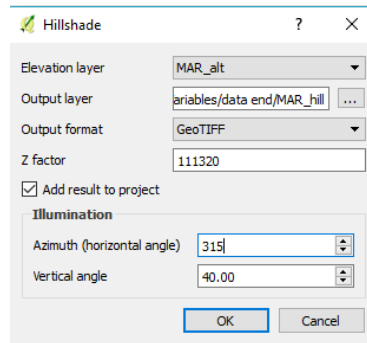 Hillshade ? ×
Elevation layer MAR_alt
Output layer ariables/data end/MAR_hill ...
Output format GeoTIFF
Z factor 111320
Add result to project
Illumination
Azimuth (horizontal angle) 315
Vertical angle 40.00
OK Cancel